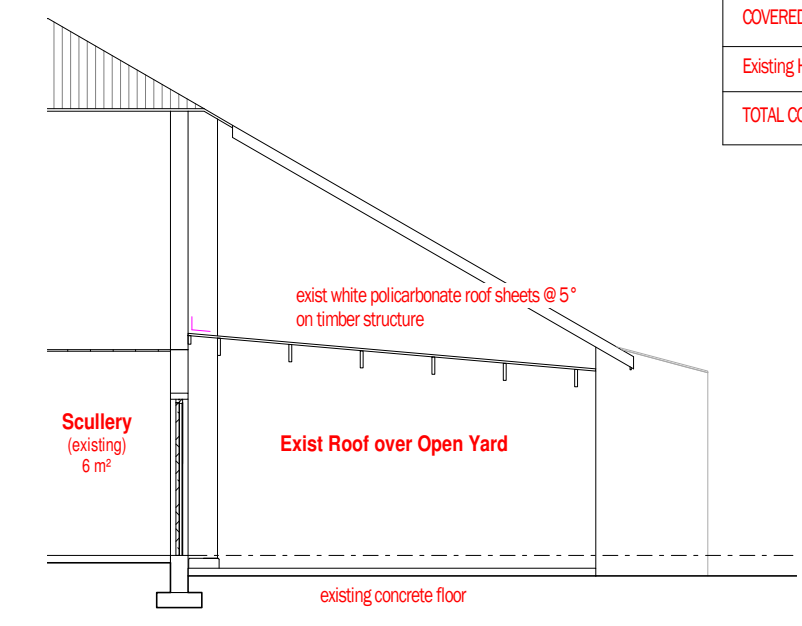 COVERED
Existing H
TOTAL CO
exist white policarbonate roof sheets @ 5°
on timber structure
Scullery
(existing)
6 m²
Exist Roof over Open Yard
existing concrete floor